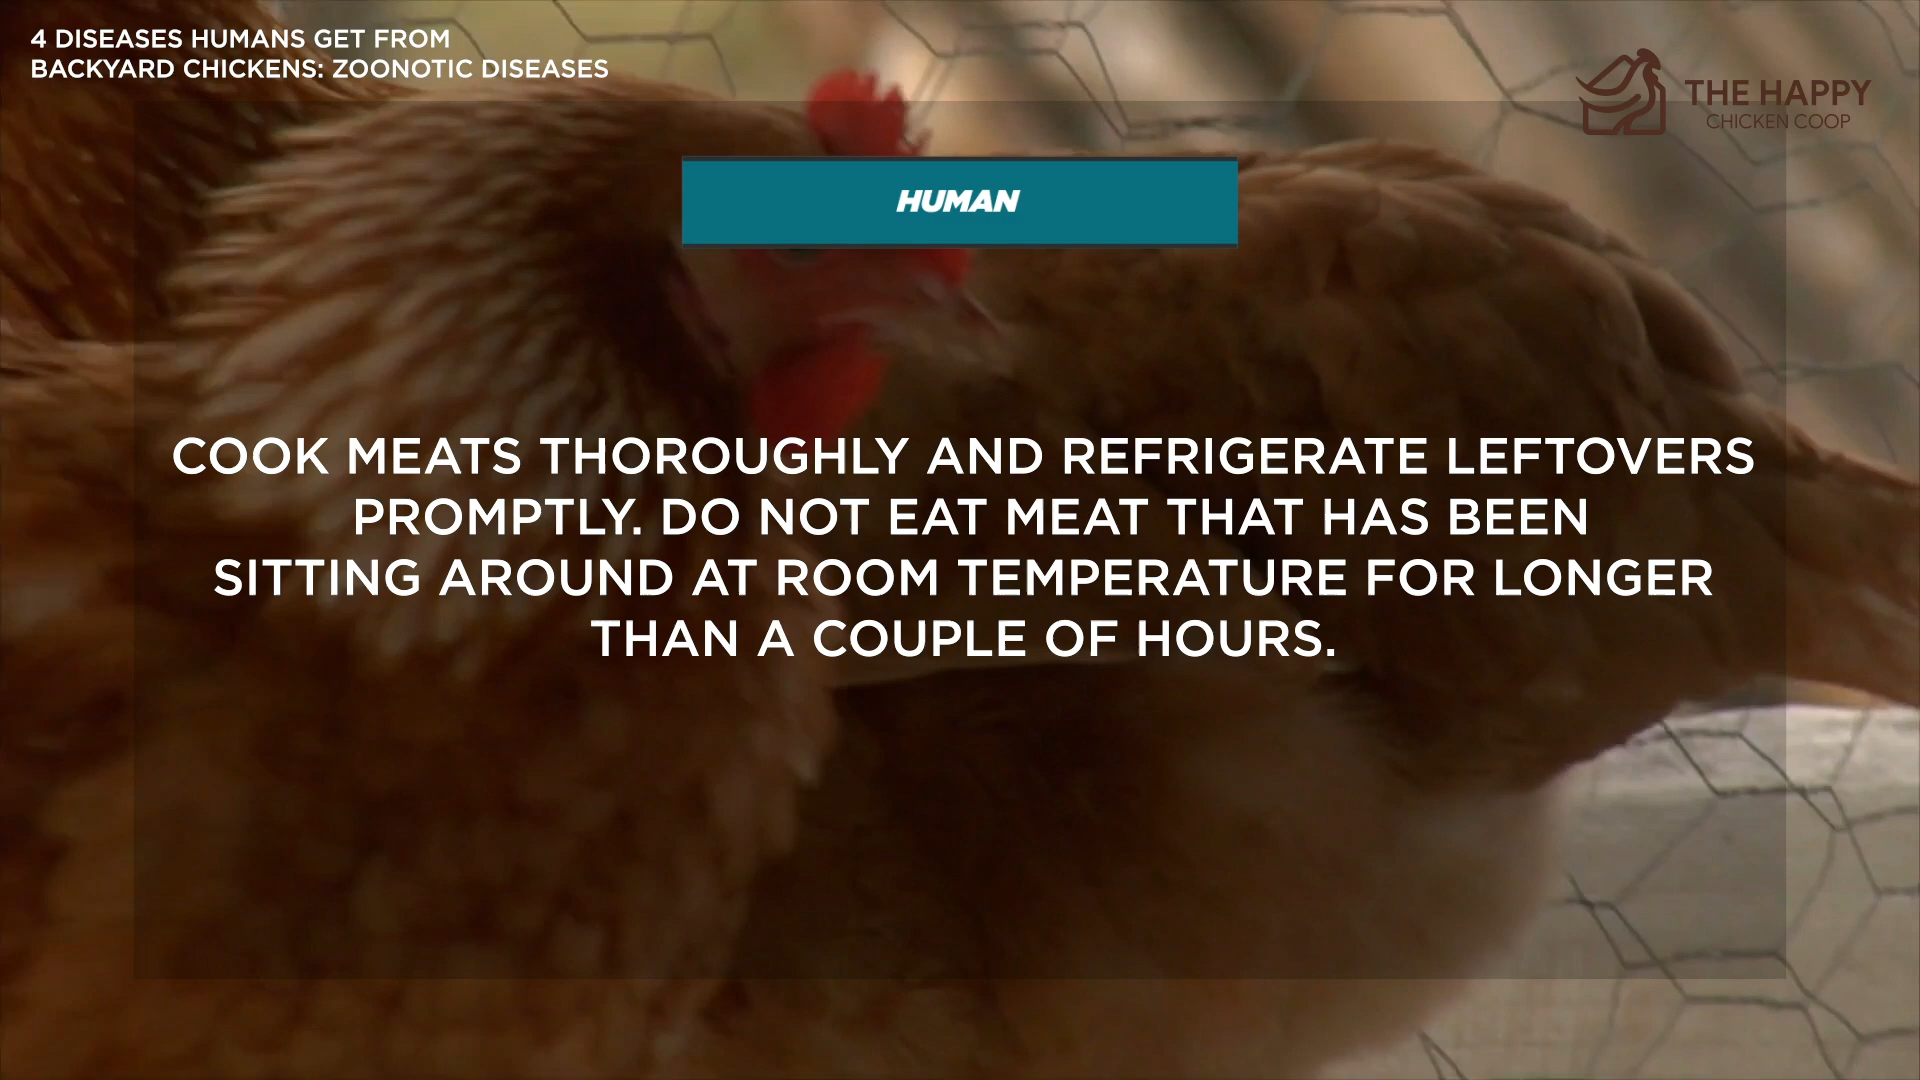 4 DISEASES HUMANS GET FROM
BACKYARD CHICKENS: ZOONOTIC DISEASES
THE HAPPY
CHICKEN COOP
HUMAN
COOK MEATS THOROUGHLY AND REFRIGERATE LEFTOVERS
PROMPTLY. DO NOT EAT MEAT THAT HAS BEEN
SITTING AROUND AT ROOM TEMPERATURE FOR LONGER
THAN A COUPLE OF HOURS.